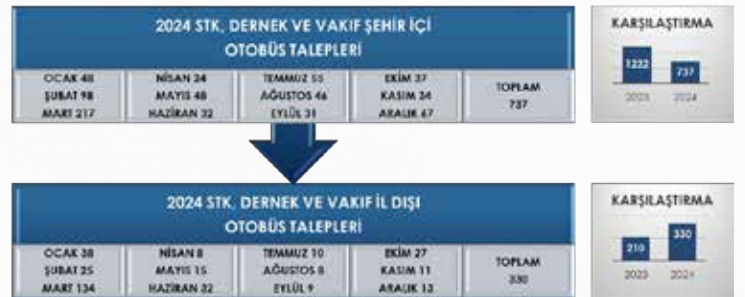 2024 STK, DERNEK VE VAKIF ŞEHİR İÇİ
OTOBÜS TALEPLERİ
OCAK 48
ŞUBAT 98
MART 217
NİSAN 24
MAYIS 48
HAZİRAN 32
TEMMUZ 55
AĞUSTOS 46
EYLÜL 31
EKİM 37
KASIM 34
ARALIK 67
TOPLAM
737
KARŞILAŞTIRMA
1222
737
2023
2024
2024 STK, DERNEK VE VAKIF İL DIŞI
OTOBÜS TALEPLERİ
OCAK 38
ŞUBAT 25
MART 134
NİSAN 8
MAYIS 15
HAZİRAN 32
TEMMUZ 10
AĞUSTOS 8
EYLÜL 9
EKİM 27
KASIM 11
ARALIK 13
TOPLAM
330
KARŞILAŞTIRMA
210
330
2023
2024